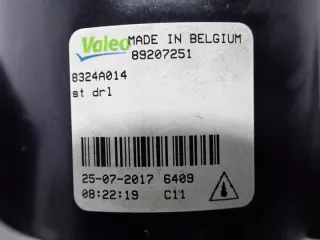 Valeo MADE IN BELGIUM
89207251
8324A014
st drl
25-07-2017 6409
08:22:19 C11